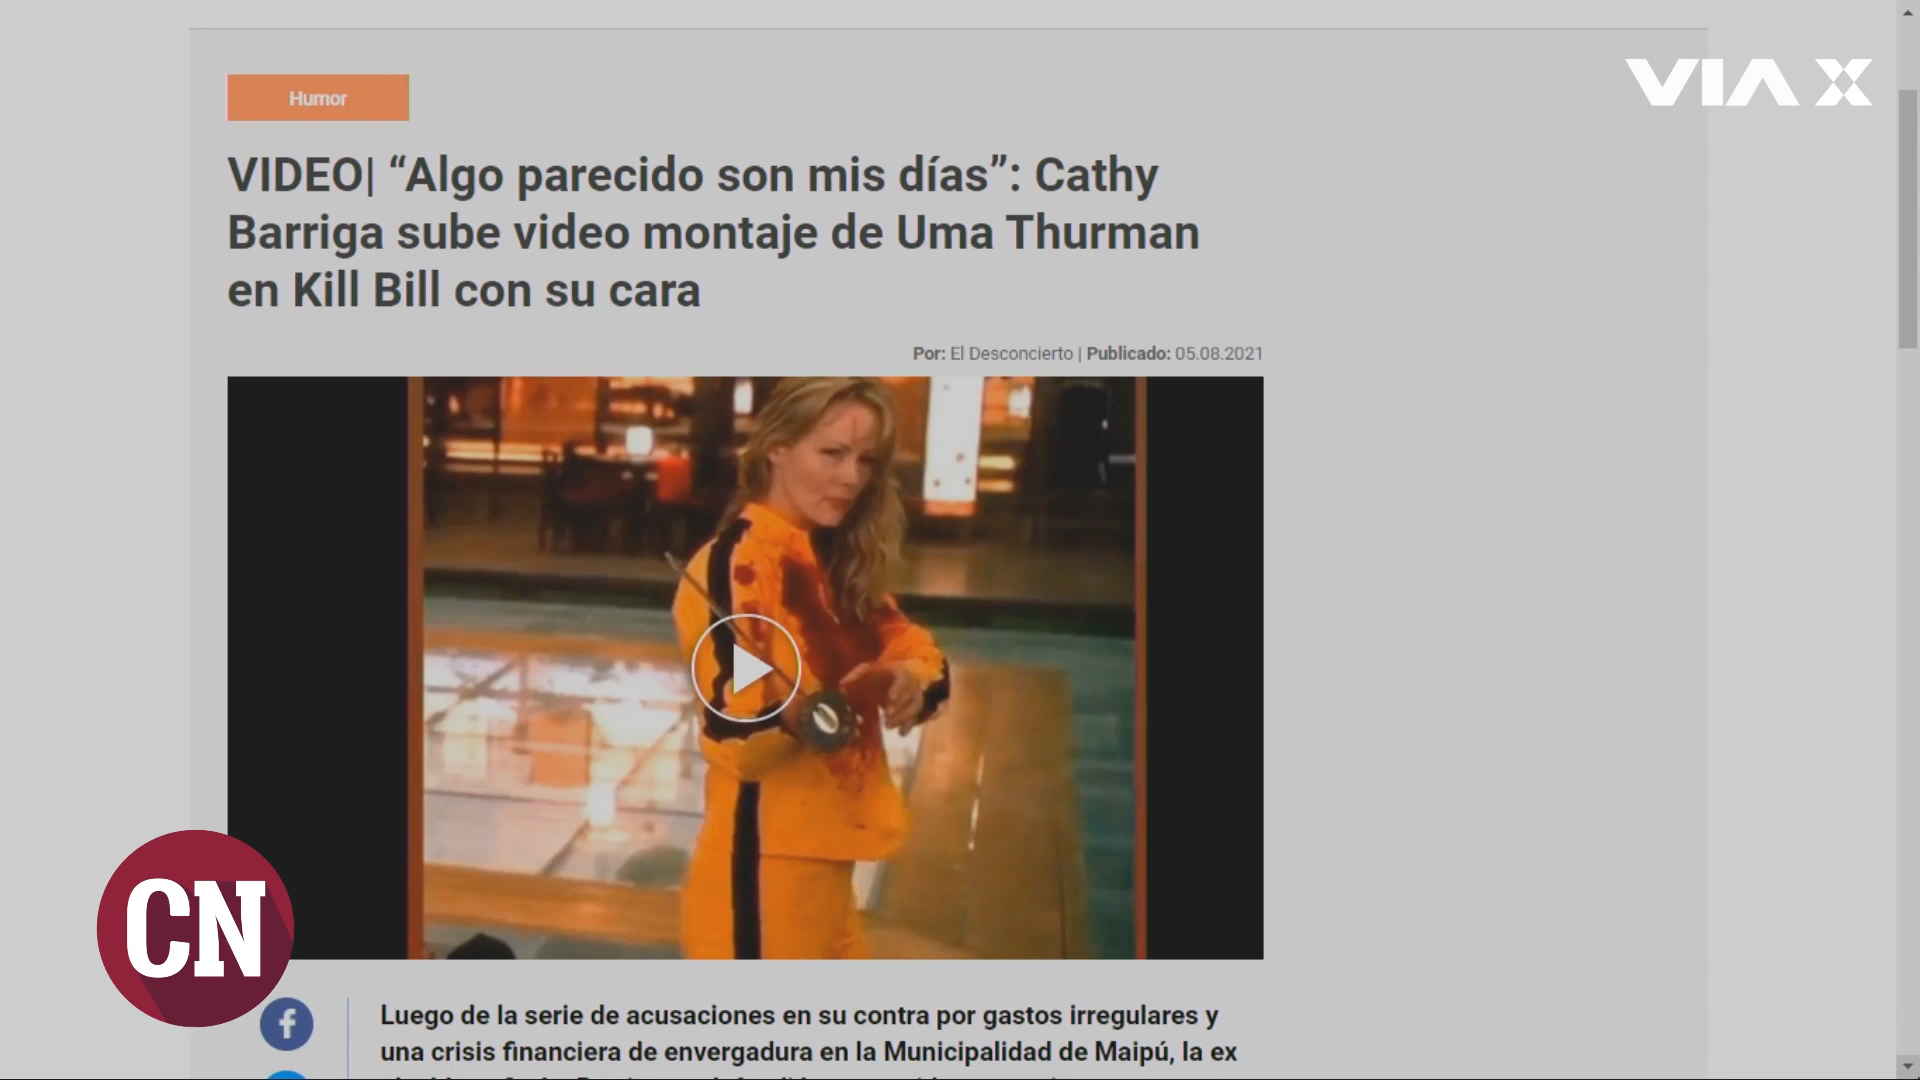 VIA X
Humor
VIDEO| “Algo parecido son mis días”: Cathy
Barriga sube video montaje de Uma Thurman
en Kill Bill con su cara
Por: El Desconcierto | Publicado: 05.08.2021
CN
f
Luego de la serie de acusaciones en su contra por gastos irregulares y
una crisis financiera de envergadura en la Municipalidad de Maipú, la ex